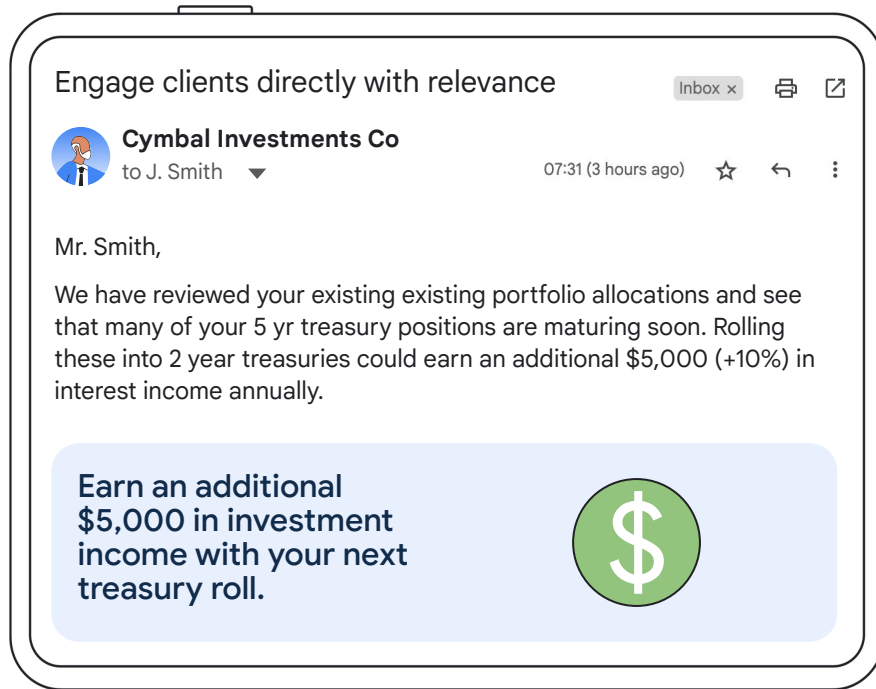 Engage clients directly with relevance
Inbox ×
Cymbal Investments Co
to J. Smith
07:31 (3 hours ago)
Mr. Smith,
We have reviewed your existing existing portfolio allocations and see
that many of your 5 yr treasury positions are maturing soon. Rolling
these into 2 year treasuries could earn an additional $5,000 (+10%) in
interest income annually.
Earn an additional
$5,000 in investment
income with your next
treasury roll.
$